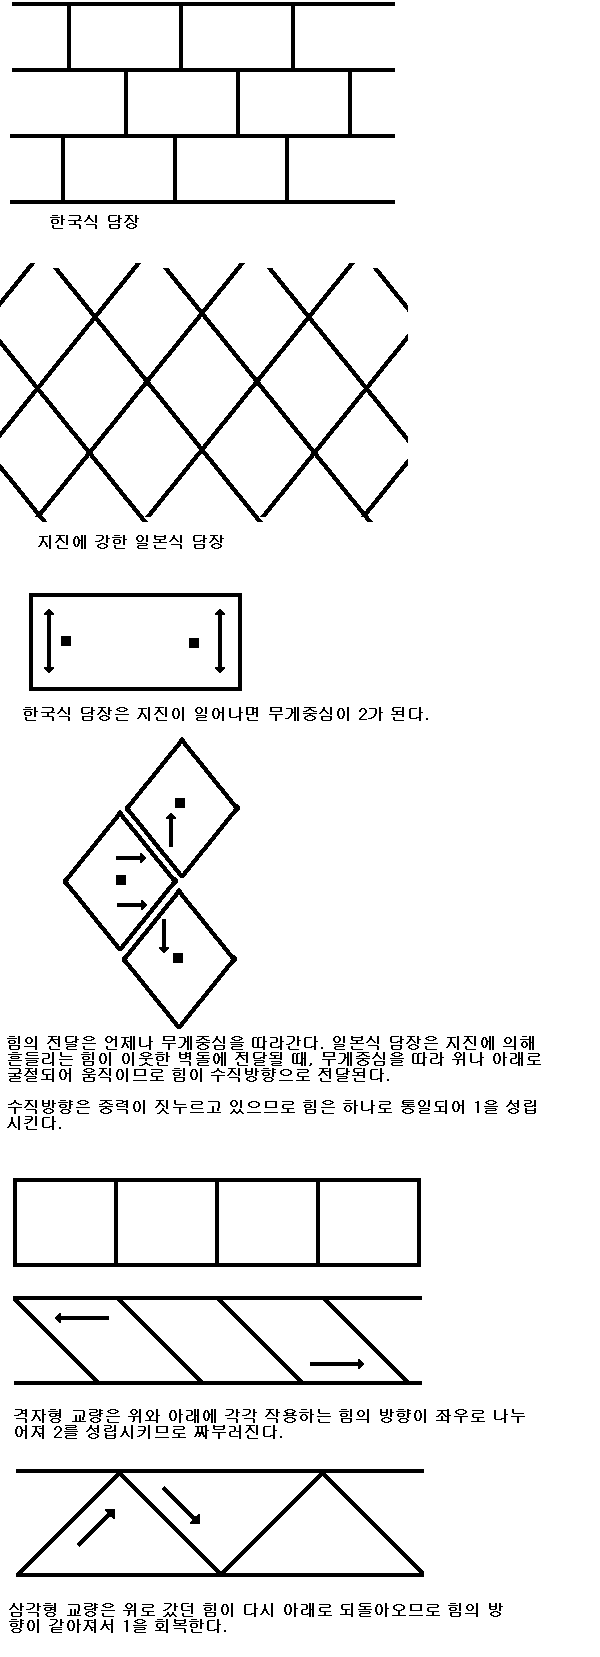 한국식 담장
지진에 강한 일본식 담장
한국식 담장은 지진이 일어나면 무게중심이 2가 된다.
힘의 전달은 언제나 무게중심을 따라간다. 일본식 담장은 지진에 의해
흔들리는 힘이 이웃한 벽돌에 전달될 때, 무게중심을 따라 위나 아래로
굴절되어 움직이므로 힘이 수직방향으로 전달된다.
수직방향은 중력이 짓누르고 있으므로 힘은 하나로 통일되어 1을 성립
시킨다.
격자형 교량은 위와 아래에 각각 작용하는 힘의 방향이 좌우로 나누
어져 2를 성립시키므로 짜부러진다.
삼각형 교량은 위로 갔던 힘이 다시 아래로 되돌아오므로 힘의 방
향이 같아져서 1을 회복한다.